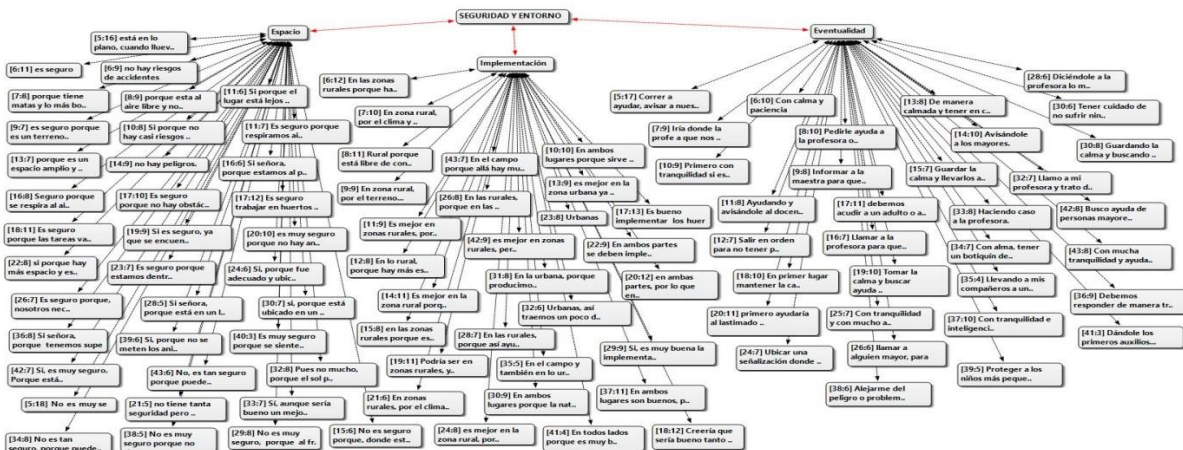 SEGURIDAD Y ENTORNO
Espacio
[5:16] está en lo
plano, cuando lluev..
[6:11] es seguro
[6:9] no hay riesgos
de accidentes
[7:8] porque tiene
matas y lo más bo..
[8:9] porque esta al
aire libre y no ..
[11:6] Si porque el
lugar está lejos ..
[9:7] es seguro porque
es un terreno..
[10:8] Si porque no
hay casi riesgos ..
[11:7] Es seguro porque
respiramos ai..
[13:7] porque es un
espacio amplio y ..
[14:9] no hay peligros.
[16:6] Si señora,
porque estamos al p..
[16:8] Seguro porque
se respira al ai..
[17:10] Es seguro
porque no hay obstác..
[17:12] Es seguro
trabajar en huertos ..
[18:11] Es seguro
porque las tareas va..
[19:9] Si es seguro, ya
que se encuen..
[20:10] es muy seguro
porque no hay an..
[22:8] si porque hay
más espacio y es..
[23:7] Es seguro porque
estamos dentr..
[24:6] Si, porque fue
adecuado y ubic..
[26:7] Es seguro porque,
nosotros nec..
[28:5] Si señora,
porque está en un l..
[30:7] si, porque está
ubicado en un ..
[36:8] Si señora,
porque tenemos supe
[39:6] Si, porque no se
meten los ani..
[40:3] Es muy seguro
porque se siente..
[42:7] Si, es muy seguro.
Porque está..
[43:6] No, es tan seguro
porque puede..
[32:8] Pues no mucho,
porque el sol p..
[5:18] No es muy se
[21:5] no tiene tanta
seguridad pero ..
[33:7] Sí, aunque sería
bueno un mejo..
[34:8] No es tan
seguro, porque puede..
[38:5] No es muy
seguro porque no
[29:8] No es muy
seguro, porque al fr.
[15:6] No es seguro
porque, donde est..
Implementación
[6:12] En las zonas
rurales porque ha..
[7:10] En zona rural,
por el clima y ..
[8:11] Rural porque
está libre de con..
[9:9] En zona rural,
por el terreno....
[11:9] Es mejor en
zonas rurales, por..
[12:8] En lo rural,
porque hay más es..
[14:11] Es mejor en la
zona rural porq..
[15:8] en las zonas
rurales porque es..
[19:11] Podría ser en
zonas rurales, y..
[21:6] En zonas
rurales, por el clima..
[24:8] es mejor en la
zona rural, por..
[43:7] En el campo
porque allá hay mu..
[26:8] En las rurales,
porque en las ..
[42:9] es mejor en zonas
rurales, per..
[31:8] En la urbana, porque
producimo..
[32:6] Urbanas, así
traemos un poco d..
[28:7] En las rurales,
porque así ayu..
[35:5] En el campo y
también en lo ur..
[30:9] En ambos
lugares porque la nat..
[41:4] En todos lados
porque es muy b..
[10:10] En ambos
lugares porque sirve ..
[13:9] es mejor en la
zona urbana ya ..
[23:8] Urbanas
[17:13] Es bueno
implementar los huer
[22:9] En ambas partes
se deben imple..
[20:12] en ambas
partes, por lo que
en..
[29:9] Si, es muy buena la
implementa..
[37:11] En ambos
lugares son buenos, p..
[18:12] Creería que
sería bueno tanto ..
Eventualidad
[5:17] Correr a
ayudar, avisar a nues..
[6:10] Con calma y
paciencia
[7:9] Iría donde la
profe a que nos ..
[8:10] Pedirle ayuda a
la profesora o...
[10:9] Primero con
tranquilidad si es..
[9:8] Informar a la
maestra para que..
[11:8] Ayudando y
avisándole al docen..
[17:11] debemos
acudir a un adulto o a..
[12:7] Salir en orden
para no tener p..
[16:7] Llamar a la
profesora para que..
[18:10] En primer lugar
mantener la ca..
[19:10] Tomar la
calma y buscar
ayuda ..
[20:11] primero ayudaría
al lastimado ..
[25:7] Con tranquilidad
y con mucho a..
[24:7] Ubicar una
señalización donde ..
[26:6] llamar a
alguien mayor, para
[38:6] Alejarme del
peligro o problem..
[13:8] De manera
calmada y tener en c..
[14:10] Avisándole
a los mayores.
[15:7] Guardar la
calma y llevarlos a..
[33:8] Haciendo caso
a la profesora.
[34:7] Con alma, tener
un botiquín de..
[35:4] Llevando a mis
compañeros a un..
[37:10] Con tranquilidad e
inteligenci..
[39:5] Proteger a los
niños más peque..
[28:6] Diciéndole a la
profesora lo m..
[30:6] Tener cuidado de
no sufrir nin..
[30:8] Guardando la
calma y buscando ..
[32:7] Llamo a mi
profesora y trato d..
[42:8] Busco ayuda de
personas mayore..
[43:8] Con mucha
tranquilidad y ayuda..
[36:9] Debemos
responder de manera tr..
[41:3] Dándole los
primeros auxilios....